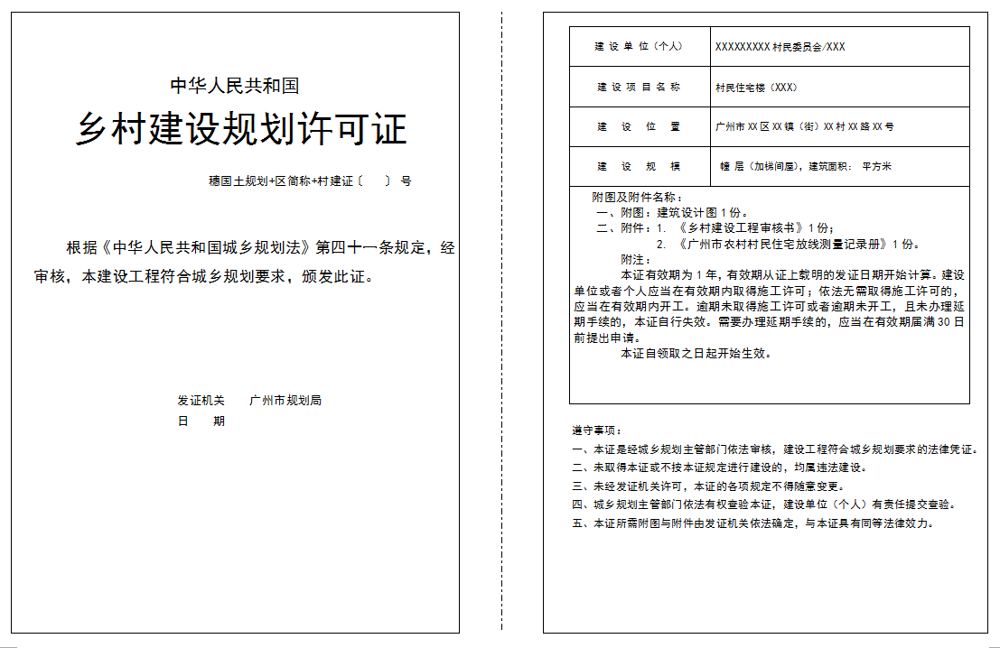 中华人民共和国
乡村建设规划许可证
穗国土规划+区简称+村建证〔　　〕 号
根据《中华人民共和国城乡规划法》第四十一条规定，经
审核，本建设工程符合城乡规划要求，颁发此证。
发证机关　　广州市规划局
日　　期
建 设 单 位（个人） XXXXXXXXX 村民委员会/XXX
建 设 项 目 名 称 村民住宅楼（XXX）
建 设 位 置 广州市 XX 区 XX 镇（街）XX 村 XX 路 XX 号
建 设 规 模 幢 层（加梯间屋），建筑面积： 平方米
附图及附件名称：
一、附图：建筑设计图 1 份。
二、附件：1. 《乡村建设工程审核书》1 份；
2. 《广州市农村村民住宅放线测量记录册》1 份。
附注：
本证有效期为 1 年，有效期从证上载明的发证日期开始计算。建设
单位或者个人应当在有效期内取得施工许可；依法无需取得施工许可的，
应当在有效期内开工。逾期未取得施工许可或者逾期未开工，且未办理延
期手续的，本证自行失效。需要办理延期手续的，应当在有效期届满 30 日
前提出申请。
本证自领取之日起开始生效。
遵守事项：
一、本证是经城乡规划主管部门依法审核，建设工程符合城乡规划要求的法律凭证。
二、未取得本证或不按本证规定进行建设的，均属违法建设。
三、未经发证机关许可，本证的各项规定不得随意变更。
四、城乡规划主管部门依法有权查验本证，建设单位（个人）有责任提交查验。
五、本证所需附图与附件由发证机关依法确定，与本证具有同等法律效力。